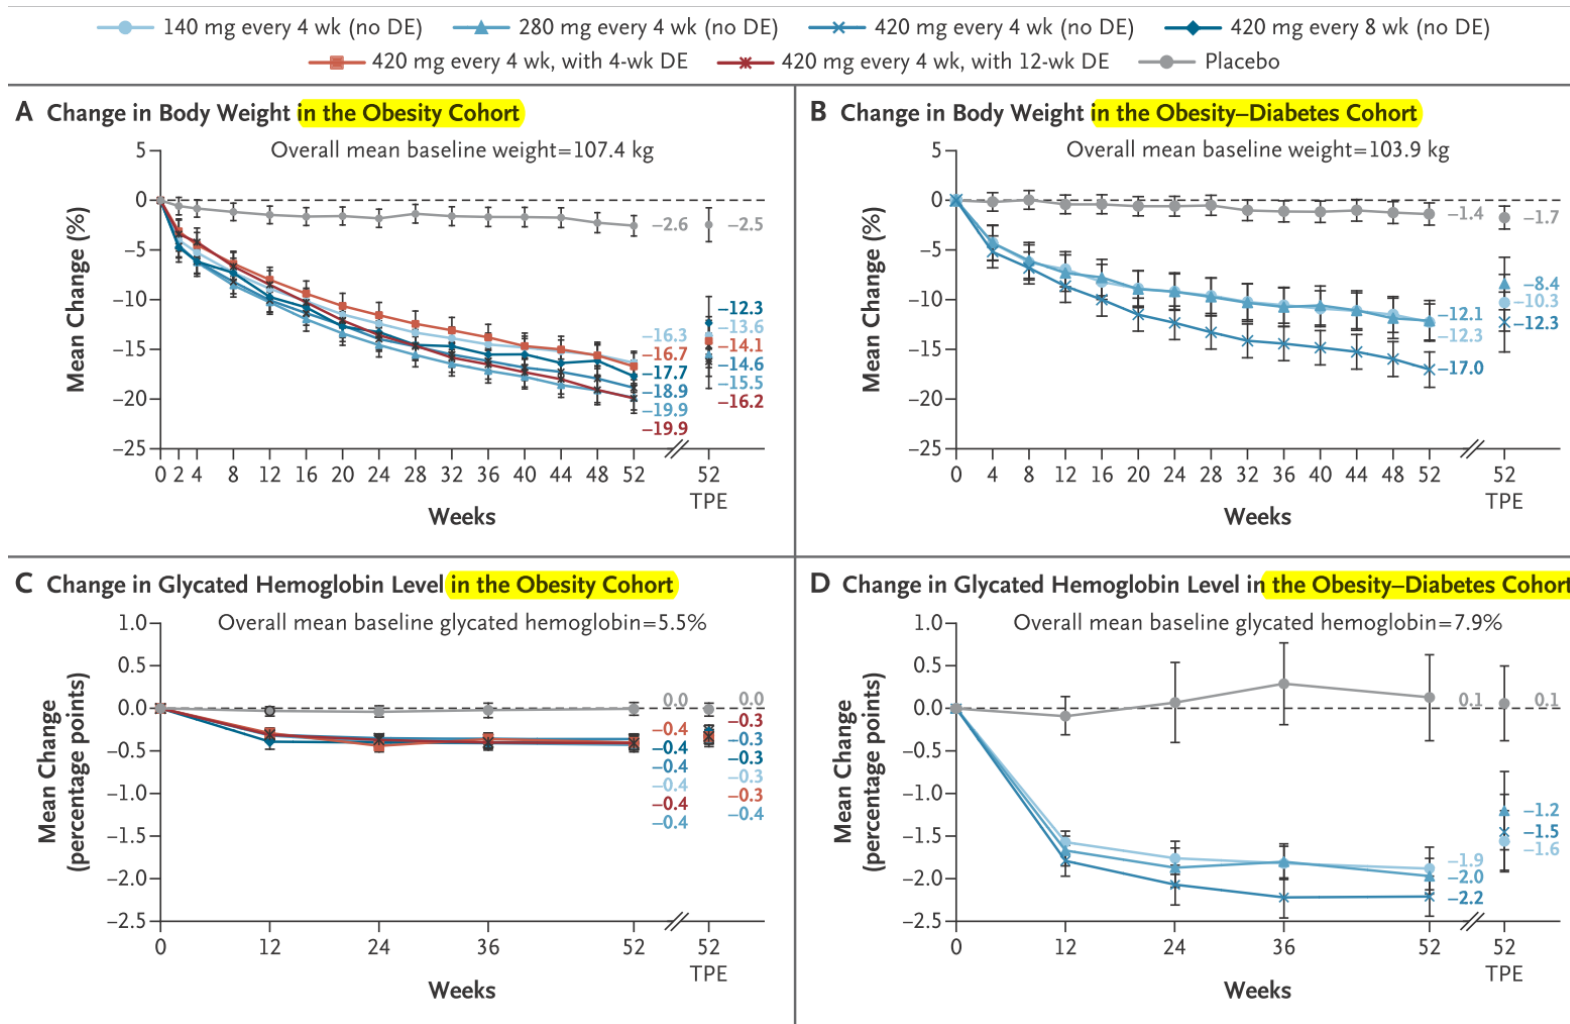 140 mg every 4 wk (no DE) 280 mg every 4 wk (no DE) 420 mg every 4 wk (no DE) 420 mg every 8 wk (no DE)
420 mg every 4 wk, with 4-wk DE 420 mg every 4 wk, with 12-wk DE Placebo
A Change in Body Weight in the Obesity Cohort
Overall mean baseline weight=107.4 kg
Mean Change (%)
5
0
−5
−10
−15
−20
−25
−2.6
−16.3
−16.7
−17.7
−18.9
−19.9
−19.9
−2.5
−12.3
−13.6
−14.1
−14.6
−15.5
−16.2
0 2 4 8 12 16 20 24 28 32 36 40 44 48 52 52
TPE
Weeks
B Change in Body Weight in the Obesity–Diabetes Cohort
Overall mean baseline weight=103.9 kg
Mean Change (%)
5
0
−5
−10
−15
−20
−25
−1.4
−12.1
−12.3
−17.0
−1.7
−8.4
−10.3
−12.3
0 4 8 12 16 20 24 28 32 36 40 44 48 52 52
TPE
Weeks
C Change in Glycated Hemoglobin Level in the Obesity Cohort
Overall mean baseline glycated hemoglobin=5.5%
Mean Change
(percentage points)
1.0
0.5
0.0
−0.5
−1.0
−1.5
−2.0
−2.5
0.0
−0.4
−0.4
−0.4
−0.4
−0.4
−0.4
0.0
−0.3
−0.3
−0.3
−0.3
−0.3
−0.4
0 12 24 36 52 52
TPE
Weeks
D Change in Glycated Hemoglobin Level in the Obesity–Diabetes Cohort
Overall mean baseline glycated hemoglobin=7.9%
Mean Change
(percentage points)
1.0
0.5
0.0
−0.5
−1.0
−1.5
−2.0
−2.5
0.1
−1.9
−2.0
−2.2
0.1
−1.2
−1.5
−1.6
0 12 24 36 52 52
TPE
Weeks